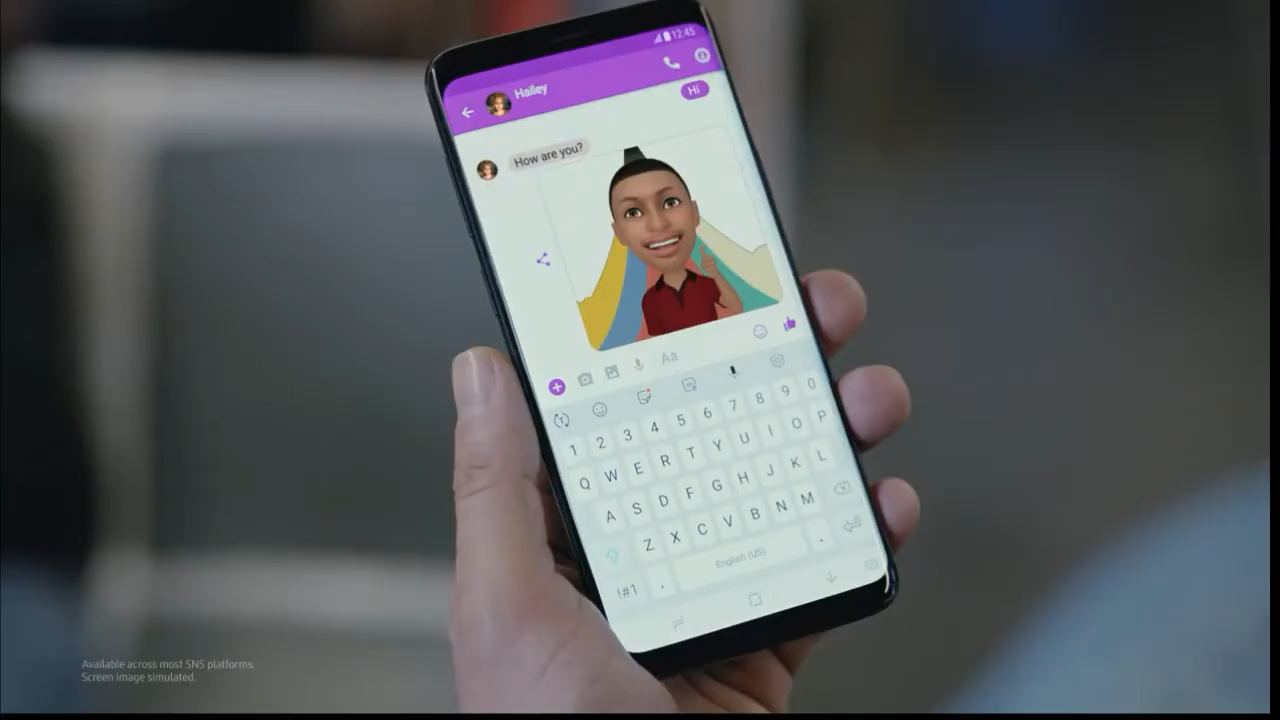 12:45
Hailey
Hi
How are you?
Aa
1 2 3 4 5 6 7 8 9 0
Q W E R T Y U I O P
A S D F G H J K L
Z X C V B N M
!#1 , English (US) .
Available across most SNS platforms.
Screen image simulated.